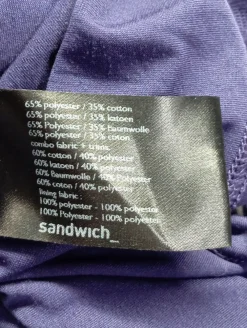 65% polyester / 35% cotton
65% polyester / 35% katoen
65% Polyester / 35% Baumwolle
65% polyester / 35% coton
combo fabric + trims:
60% cotton / 40% polyester
60% katoen / 40% polyester
60% Baumwolle / 40% Polyester
60% coton / 40% polyester
lining fabric :
100% polyester - 100% polyester
100% Polyester - 100% polyester
sandwich_